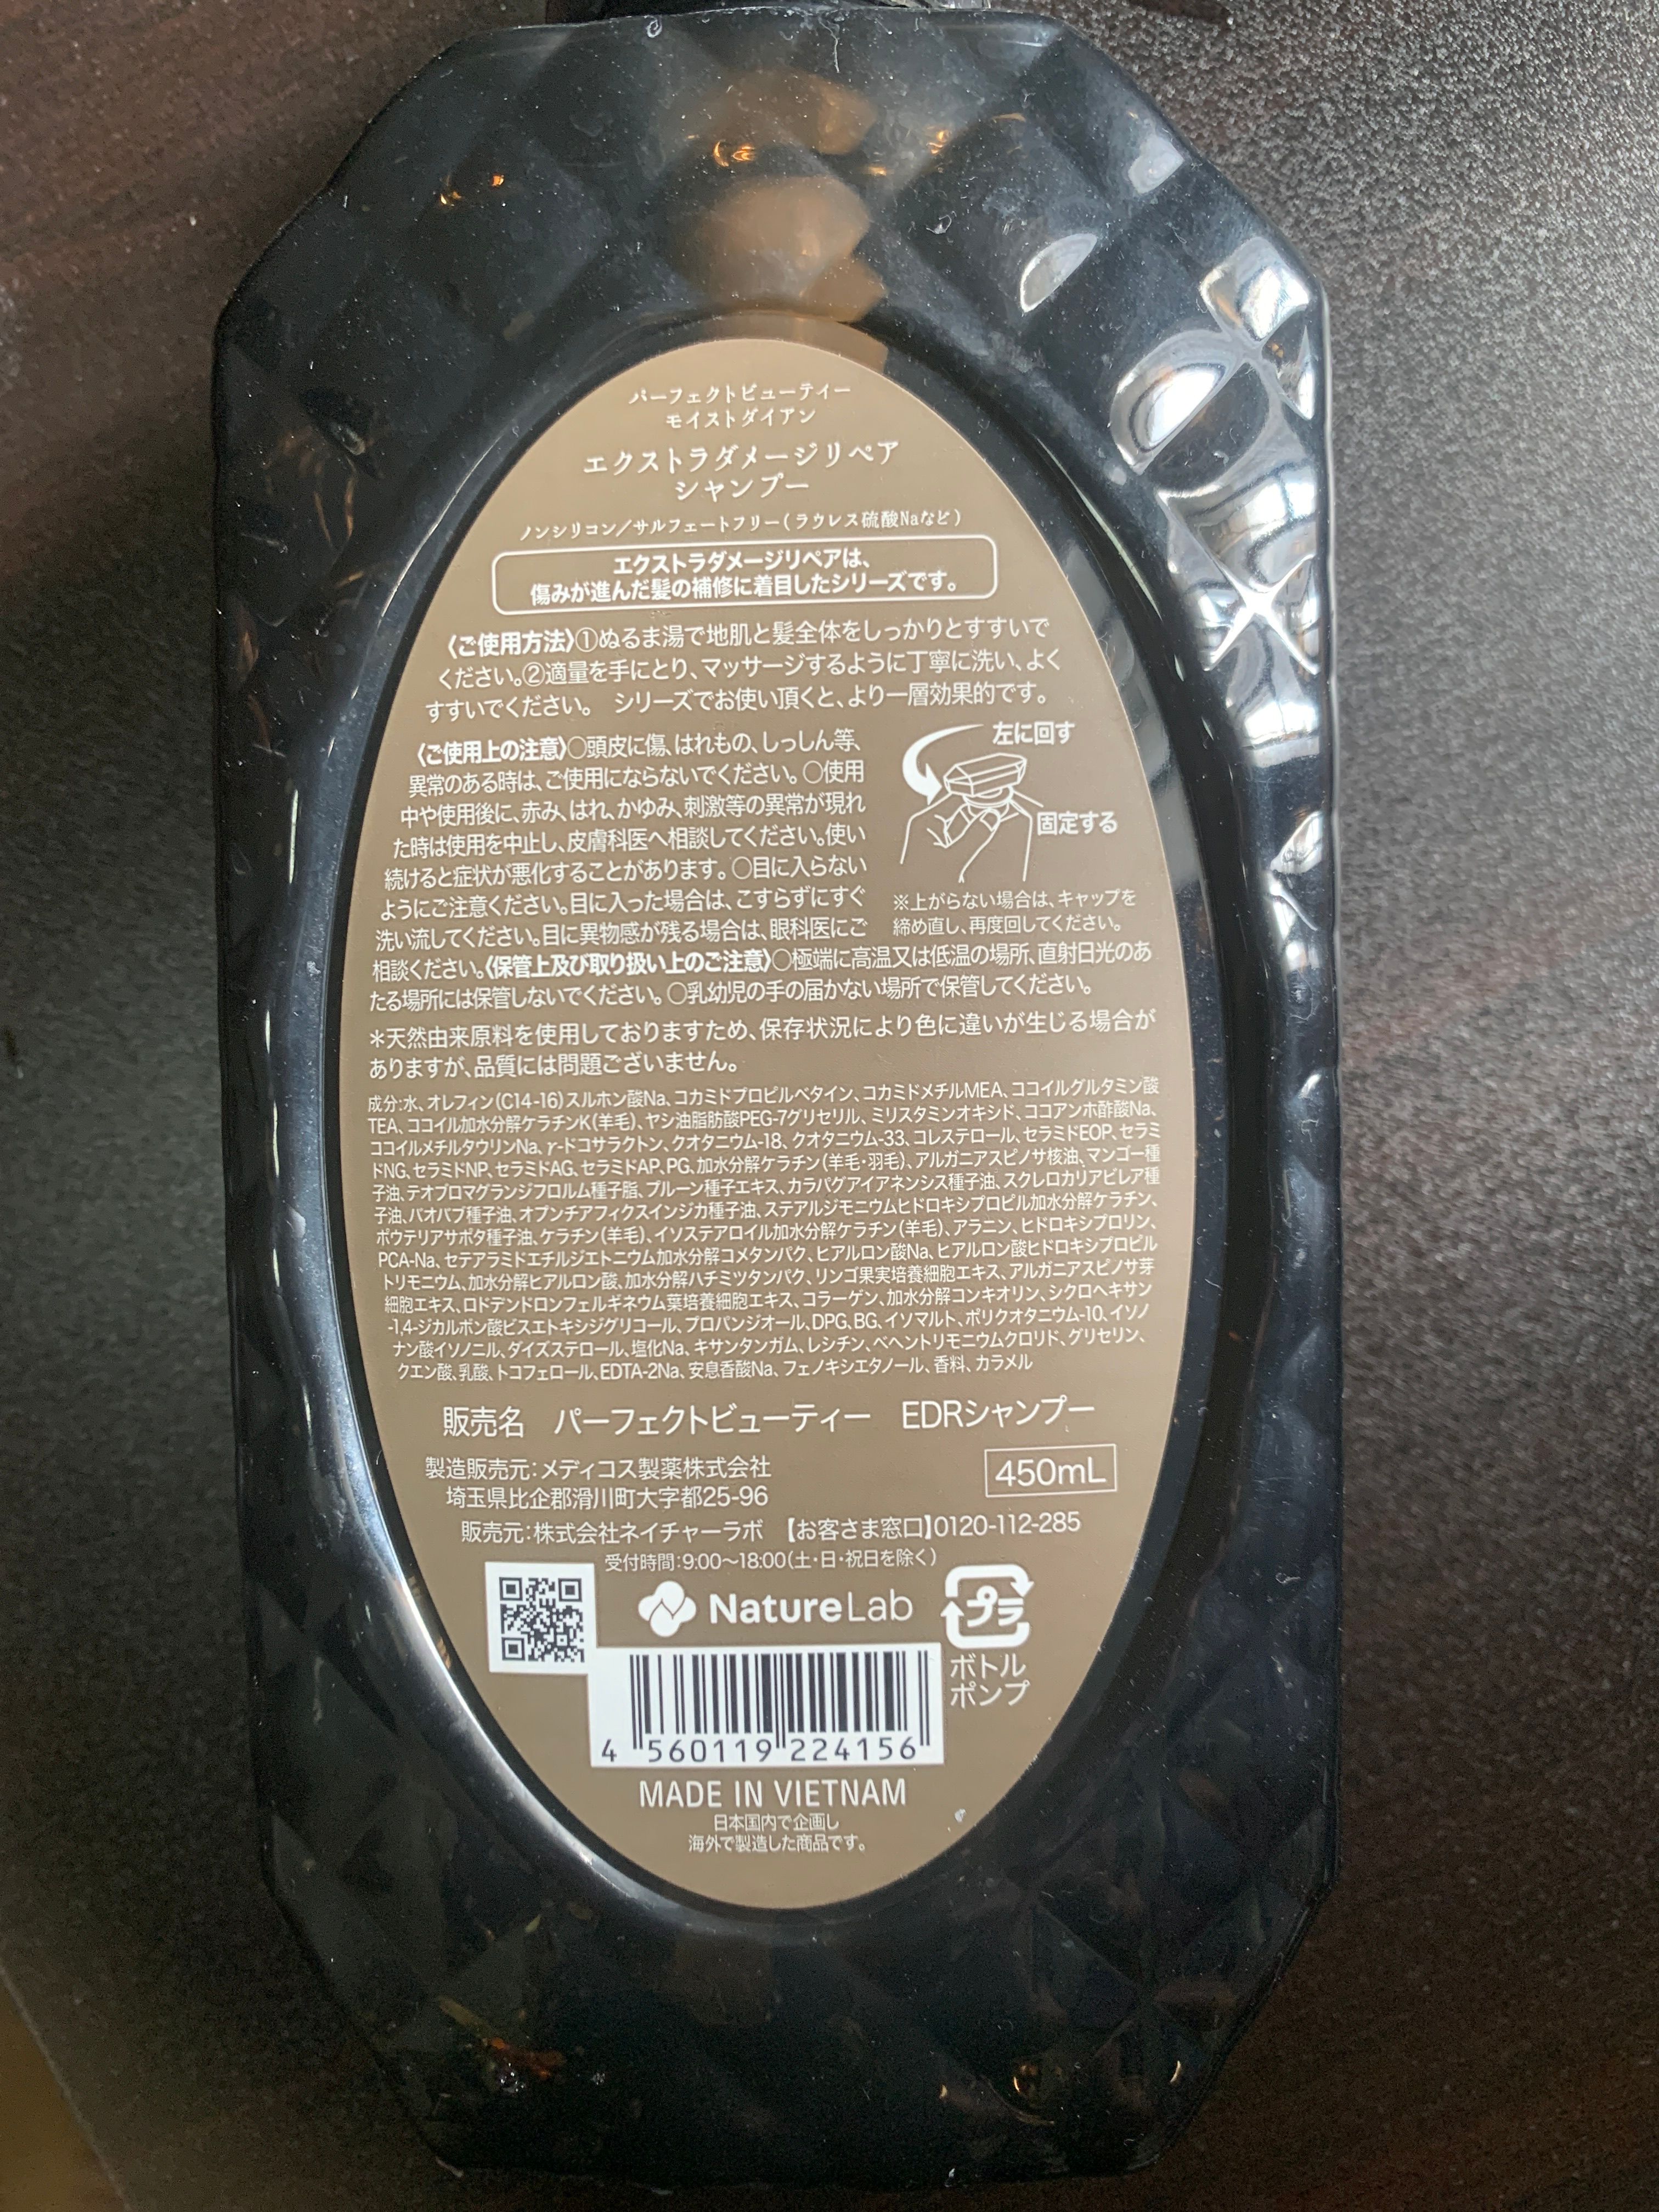 パーフェクトビューティー
モイストダイアン
エクストラダメージリペア
シャンプー
ノンシリコン/サルフェートフリー(ラウレス硫酸Naなど)
エクストラダメージリペアは、
傷みが進んだ髪の補修に着目したシリーズです。
〈ご使用方法〉①ぬるま湯で地肌と髪全体をしっかりとすすいで
ください。②適量を手にとり、マッサージするように丁寧に洗い、よく
すすいでください。 シリーズでお使い頂くと、より一層効果的です。
〈ご使用上の注意〉○頭皮に傷、はれもの、しっしん等、
異常のある時は、ご使用にならないでください。○使用
中や使用後に、赤み、はれ、かゆみ、刺激等の異常が現れ
た時は使用を中止し、皮膚科医へ相談してください。使い
続けると症状が悪化することがあります。○目に入らない
ようにご注意ください。目に入った場合は、こすらずにすぐ
洗い流してください。目に異物感が残る場合は、眼科医にご
相談ください。〈保管上及び取り扱い上のご注意〉○極端に高温又は低温の場所、直射日光のあ
たる場所には保管しないでください。○乳幼児の手の届かない場所で保管してください。
左に回す
固定する
※上がらない場合は、キャップを
締め直し、再度回してください。
＊天然由来原料を使用しておりますため、保存状況により色に違いが生じる場合が
ありますが、品質には問題ございません。
成分:水、オレフィン(C14-16)スルホン酸Na、コカミドプロピルベタイン、コカミドメチルMEA、ココイルグルタミン酸
TEA、ココイル加水分解ケラチンK(羊毛)、ヤシ油脂肪酸PEG-7グリセリル、ミリスタミンオキシド、ココアンホ酢酸Na、
ココイルメチルタウリンNa、γ-ドコサラクトン、クオタニウム-18、クオタニウム-33、コレステロール、セラミドEOP、セラミ
ドNG、セラミドNP、セラミドAG、セラミドAP、PG、加水分解ケラチン(羊毛・羽毛)、アルガニアスピノサ核油、マンゴー種
子油、テオブロマグランジフロルム種子脂、プルーン種子エキス、カラパグアイアネンシス種子油、スクレロカリアビレア種
子油、バオバブ種子油、オプンチアフィクスインジカ種子油、ステアルジモニウムヒドロキシプロピル加水分解ケラチン、
ポウテリアサポタ種子油、ケラチン(羊毛)、イソステアロイル加水分解ケラチン(羊毛)、アラニン、ヒドロキシプロリン、
PCA-Na、セテアラミドエチルジエトニウム加水分解コメタンパク、ヒアルロン酸Na、ヒアルロン酸ヒドロキシプロピル
トリモニウム、加水分解ヒアルロン酸、加水分解ハチミツタンパク、リンゴ果実培養細胞エキス、アルガニアスピノサ芽
細胞エキス、ロドデンドロンフェルギネウム葉培養細胞エキス、コラーゲン、加水分解コンキオリン、シクロヘキサン
-1,4-ジカルボン酸ビスエトキシジグリコール、プロパンジオール、DPG、BG、イソマルト、ポリクオタニウム-10、イソノ
ナン酸イソノニル、ダイズステロール、塩化Na、キサンタンガム、レシチン、ベヘントリモニウムクロリド、グリセリン、
クエン酸、乳酸、トコフェロール、EDTA-2Na、安息香酸Na、フェノキシエタノール、香料、カラメル
販売名 パーフェクトビューティー EDRシャンプー
製造販売元:メディコス製薬株式会社
埼玉県比企郡滑川町大字都25-96
450mL
販売元:株式会社ネイチャーラボ 【お客さま窓口】0120-112-285
受付時間:9:00〜18:00(土・日・祝日を除く)
NatureLab
プラ
ボトル
ポンプ
4 560119 224156
MADE IN VIETNAM
日本国内で企画し
海外で製造した商品です。